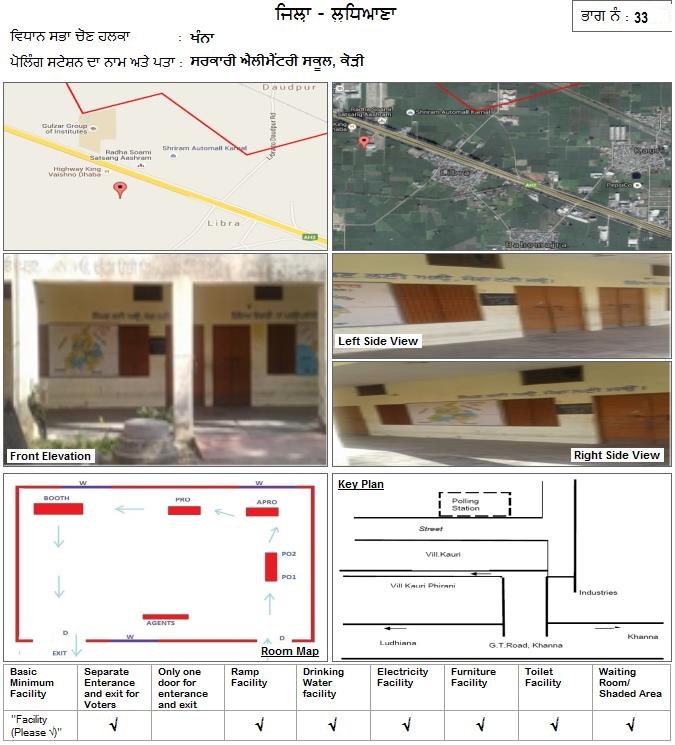 ਜਿਲ੍ਹਾ - ਲੁਧਿਆਣਾ
ਭਾਗ ਨੰ : 33
ਵਿਧਾਨ ਸਭਾ ਚੋਣ ਹਲਕਾ : ਖੰਨਾ
ਪੋਲਿੰਗ ਸਟੇਸ਼ਨ ਦਾ ਨਾਮ ਅਤੇ ਪਤਾ : ਸਰਕਾਰੀ ਐਲੀਮੈਂਟਰੀ ਸਕੂਲ, ਕੋੜੀ
Daudpur
Gulzar Group
of Institutes
Radha Soami
Satsang Aashram
Shriram Automall Karnal
Highway King
Vaishno Dhaba
Libra Daudpur Rd
Libra
AH2
Radha Soami
Satsang Aashram
Shriram Automall Karnal
King
haba
Libra
Kauri
AH2
PepsiCo
Bahomajra
Front Elevation
Left Side View
Right Side View
W
W
BOOTH
PRO
APRO
PO2
PO1
AGENTS
D
W
D
EXIT
Room Map
Key Plan
Polling
Station
Street
Vill.Kauri
Vill.Kauri Phirani
Industries
Ludhiana
G.T.Road, Khanna
Khanna
Basic Minimum Facility
Separate Enterance and exit for Voters
Only one door for enterance and exit
Ramp Facility
Drinking Water facility
Electricity Facility
Furniture Facility
Toilet Facility
Waiting Room/ Shaded Area
"Facility (Please √)"
√ √ √ √ √ √ √